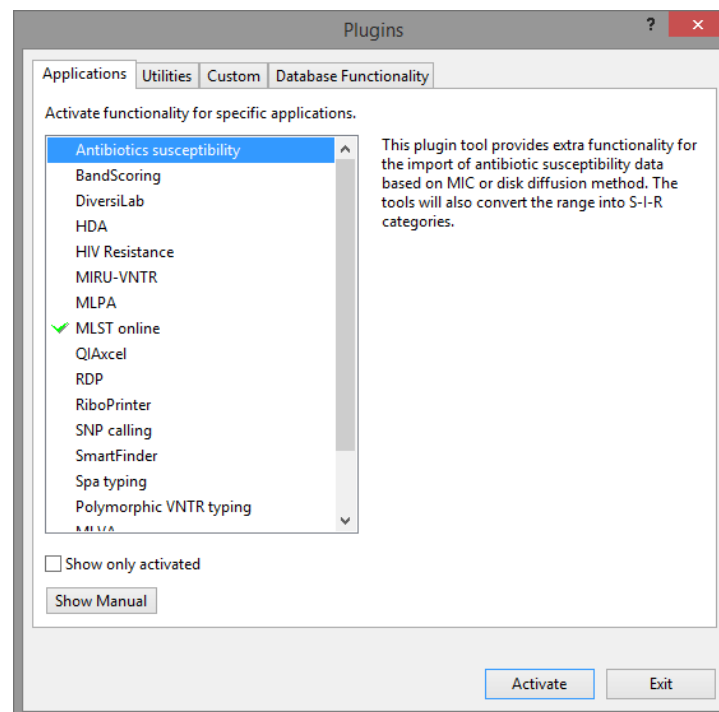 Plugins
?
Applications
Utilities
Custom
Database Functionality
Activate functionality for specific applications.
Antibiotics susceptibility
BandScoring
DiversiLab
HDA
HIV Resistance
MIRU-VNTR
MLPA
MLST online
QIAxcel
RDP
RiboPrinter
SNP calling
SmartFinder
Spa typing
Polymorphic VNTR typing
MLVA
This plugin tool provides extra functionality for
the import of antibiotic susceptibility data
based on MIC or disk diffusion method. The
tools will also convert the range into S-I-R
categories.
Show only activated
Show Manual
Activate
Exit